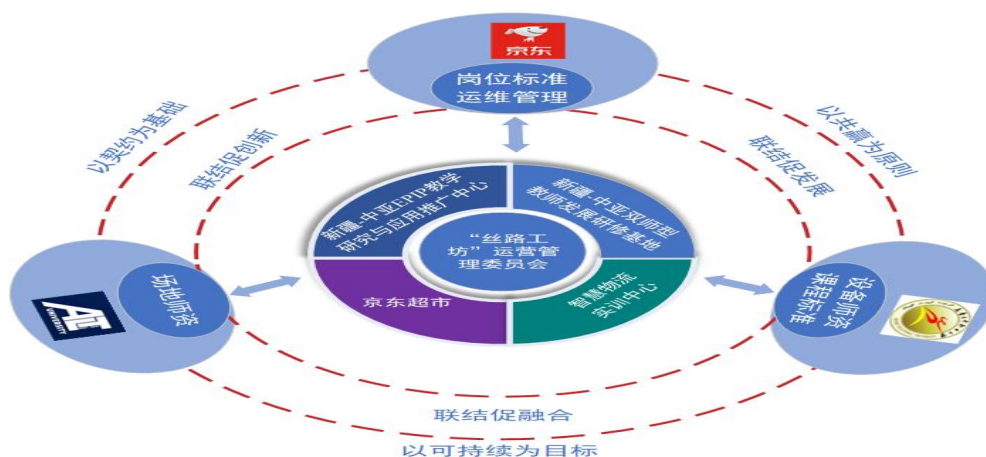 京东
岗位标准
运维管理
以契约为基础
联结促创新
以共赢为原则
联结促发展
新疆-中亚EPIP教学
研究与应用推广中心
新疆-中亚双师型
教师发展研修基地
“丝路工
坊”运营管
理委员会
京东超市
智慧物流
实训中心
场地师资
UNIVERSITY
设备师资
课程标准
联结促融合
以可持续为目标